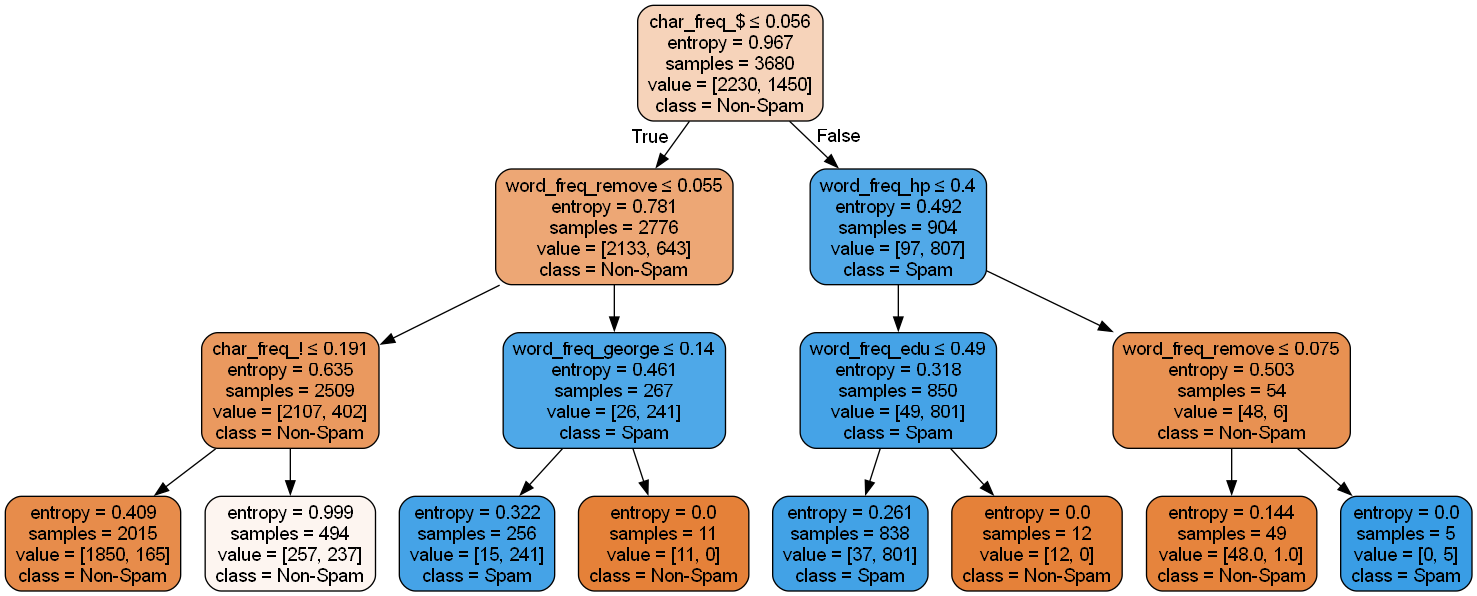 char_freq_$ ≤ 0.056
entropy = 0.967
samples = 3680
value = [2230, 1450]
class = Non-Spam
True
False
word_freq_remove ≤ 0.055
entropy = 0.781
samples = 2776
value = [2133, 643]
class = Non-Spam
word_freq_hp ≤ 0.4
entropy = 0.492
samples = 904
value = [97, 807]
class = Spam
char_freq_! ≤ 0.191
entropy = 0.635
samples = 2509
value = [2107, 402]
class = Non-Spam
word_freq_george ≤ 0.14
entropy = 0.461
samples = 267
value = [26, 241]
class = Spam
word_freq_edu ≤ 0.49
entropy = 0.318
samples = 850
value = [49, 801]
class = Spam
word_freq_remove ≤ 0.075
entropy = 0.503
samples = 54
value = [48, 6]
class = Non-Spam
entropy = 0.409
samples = 2015
value = [1850, 165]
class = Non-Spam
entropy = 0.999
samples = 494
value = [257, 237]
class = Non-Spam
entropy = 0.322
samples = 256
value = [15, 241]
class = Spam
entropy = 0.0
samples = 11
value = [11, 0]
class = Non-Spam
entropy = 0.261
samples = 838
value = [37, 801]
class = Spam
entropy = 0.0
samples = 12
value = [12, 0]
class = Non-Spam
entropy = 0.144
samples = 49
value = [48.0, 1.0]
class = Non-Spam
entropy = 0.0
samples = 5
value = [0, 5]
class = Spam